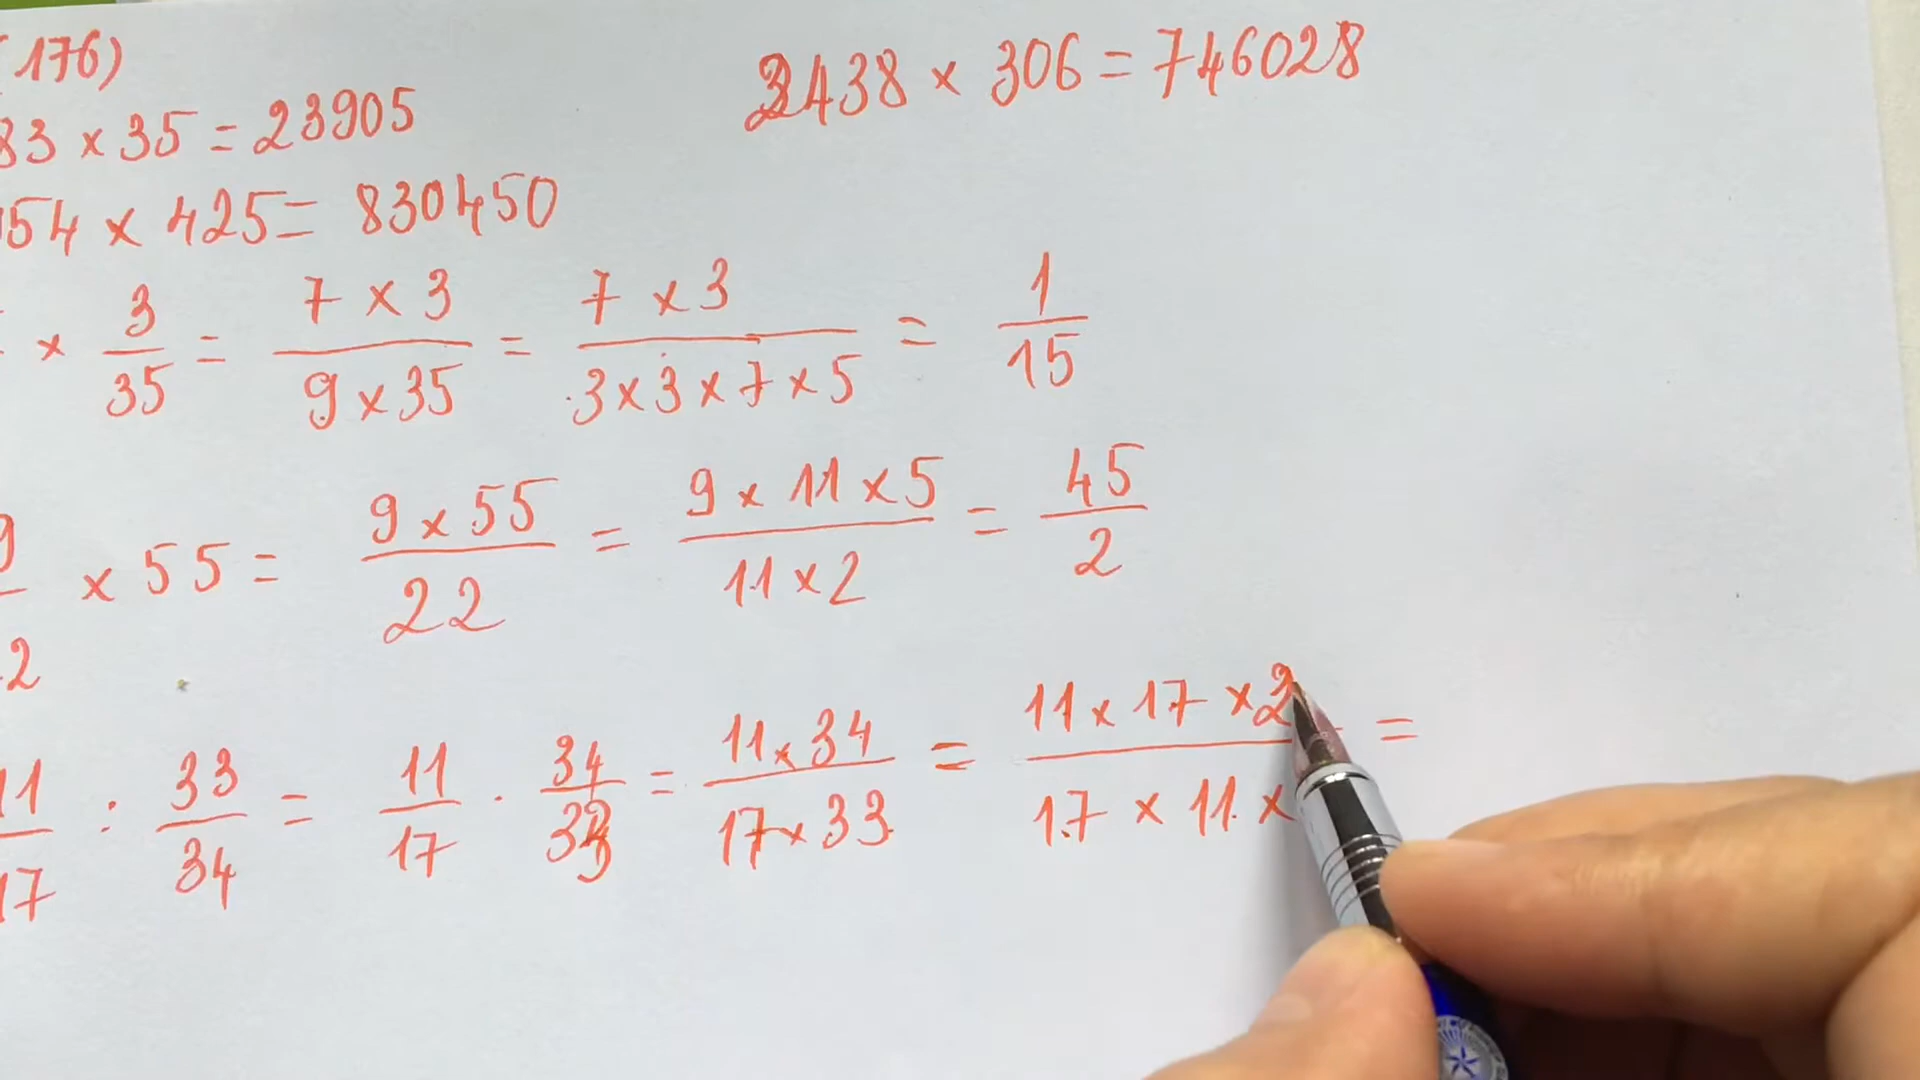 (176)
83 × 35 = 23905
2438 × 306 = 746028
154 × 425 = 830450
× 3/35 = 7 × 3 / 9 × 35 = 7 × 3 / 3 × 3 × 7 × 5 = 1/15
9/22 × 55 = 9 × 55 / 22 = 9 × 11 × 5 / 11 × 2 = 45/2
11/17 : 33/34 = 11/17 . 34/33 = 11 × 34 / 17 × 33 = 11 × 17 × 2 / 17 × 11 × =